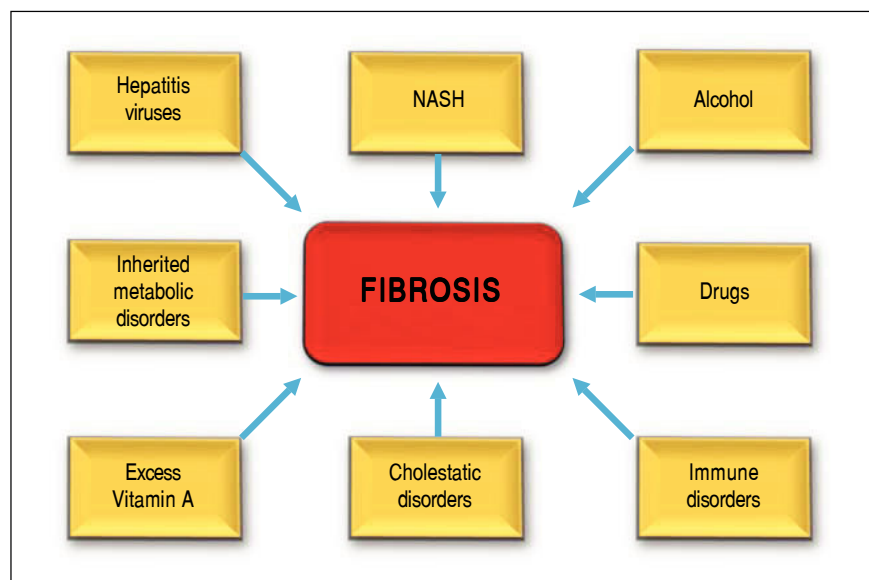 Hepatitis
viruses
NASH
Alcohol
Inherited
metabolic
disorders
FIBROSIS
Drugs
Excess
Vitamin A
Cholestatic
disorders
Immune
disorders